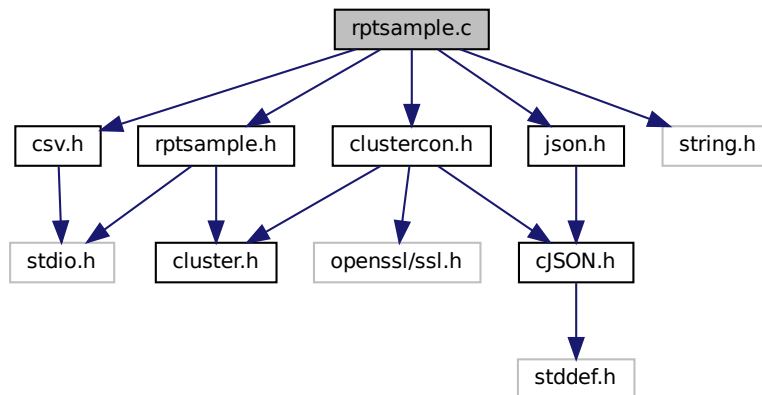 rptsample.c
csv.h
rptsample.h
clustercon.h
json.h
string.h
stdio.h
cluster.h
openssl/ssl.h
cJSON.h
stddef.h